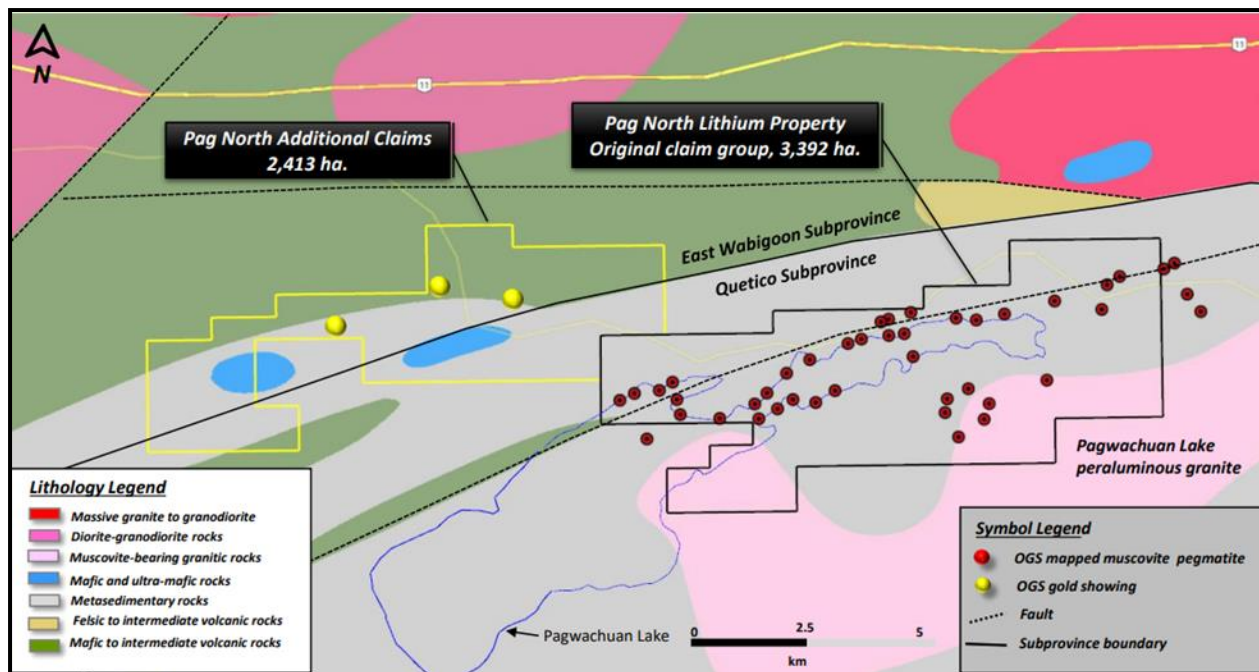 N
11
11
11
Pag North Additional Claims
2,413 ha.
Pag North Lithium Property
Original claim group, 3,392 ha.
East Wabigoon Subprovince
Quetico Subprovince
Pagwachuan Lake
peraluminous granite
Lithology Legend
Massive granite to granodiorite
Diorite-granodiorite rocks
Muscovite-bearing granitic rocks
Mafic and ultra-mafic rocks
Metasedimentary rocks
Felsic to intermediate volcanic rocks
Mafic to intermediate volcanic rocks
Pagwachuan Lake
0 2.5 5
km
Symbol Legend
OGS mapped muscovite pegmatite
OGS gold showing
Fault
Subprovince boundary